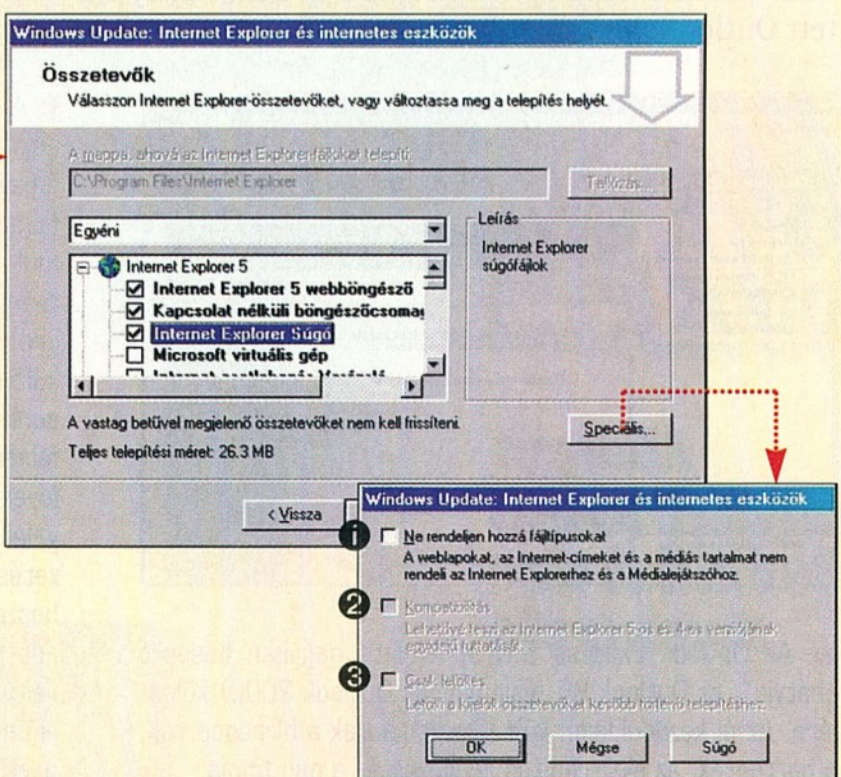 Windows Update: Internet Explorer és internetes eszközök
Összetevők
Válasszon Internet Explorer-összetevőket, vagy változtassa meg a telepítés helyét.
A mappa, ahová az Internet Explorer-fájlokat telepíti:
C:\Program Files\Internet Explorer
Tallózás...
Egyéni
Leírás
Internet Explorer
súgófájlok
Internet Explorer 5
Internet Explorer 5 webböngésző
Kapcsolat nélküli böngészőcsomag
Internet Explorer Súgó
Microsoft virtuális gép
A vastag betűvel megjelenő összetevőket nem kell frissíteni.
Teljes telepítési méret: 26.3 MB
Speciális...
< Vissza
Windows Update: Internet Explorer és internetes eszközök
1 Ne rendeljen hozzá fájltípusokat
A weblapokat, az Internet-címeket és a médiás tartalmat nem
rendeli az Internet Explorerhez és a Médialejátszóhoz.
2 Kompatibilitás
Lehetővé teszi az Internet Explorer 5-ös és 4-es verziójának
egyidejű futtatását.
3 Csak letöltés
Letölti a kijelölt összetevőket később történő telepítéshez.
OK
Mégse
Súgó